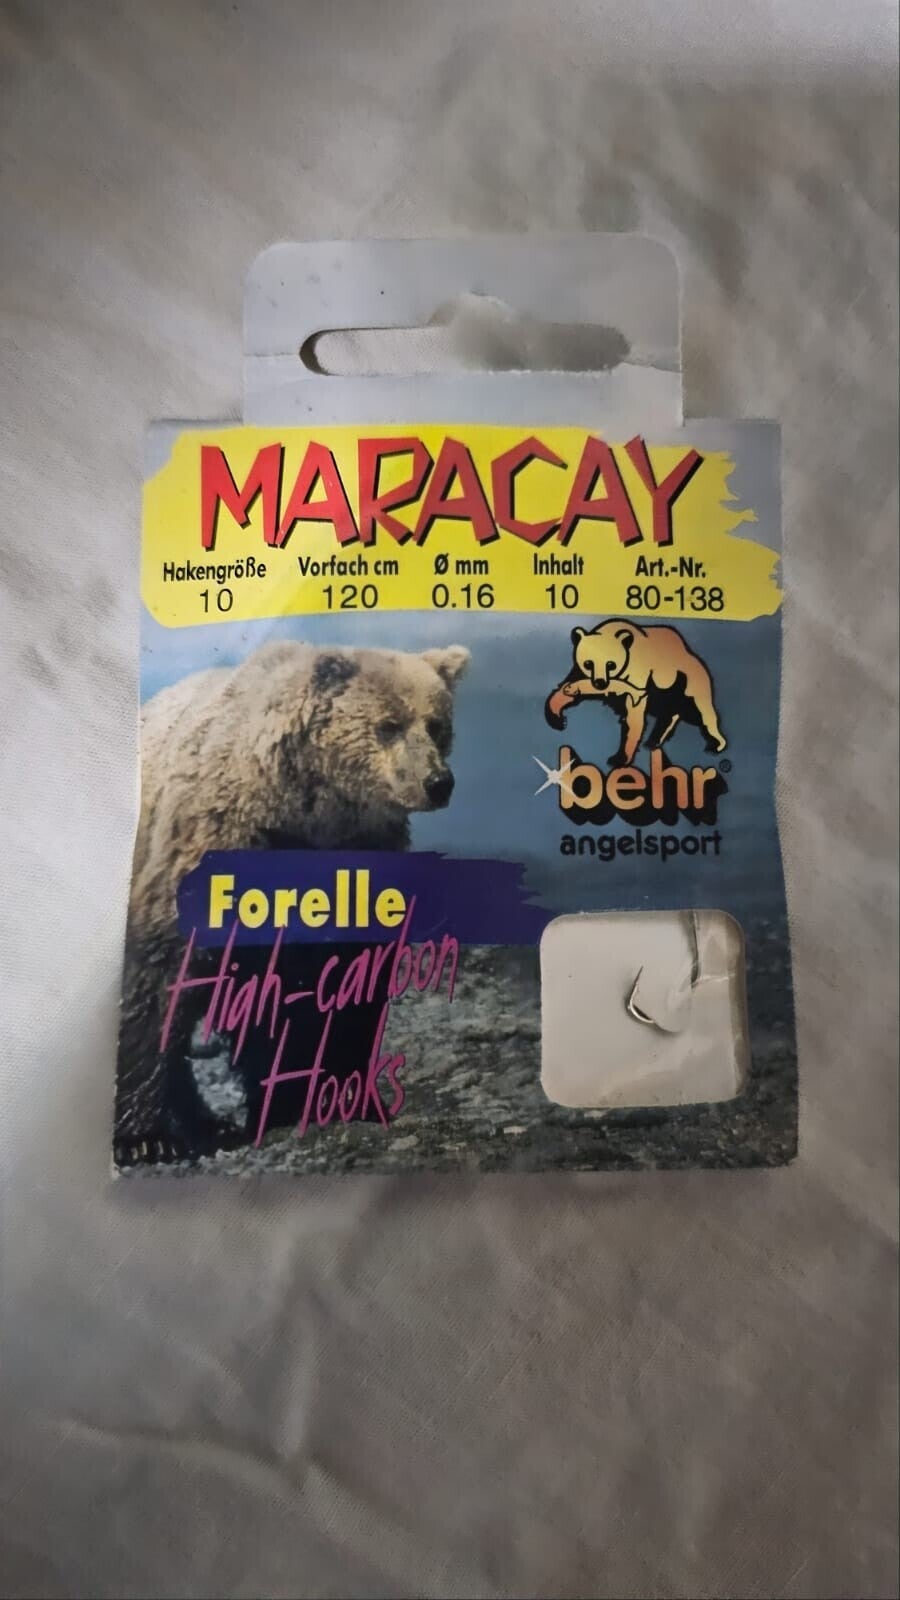 MARACAY
Hakengröße Vorfach cm Ø mm Inhalt Art.-Nr.
10 120 0.16 10 80-138
behr®
angelsport
Forelle
High-carbon
Hooks